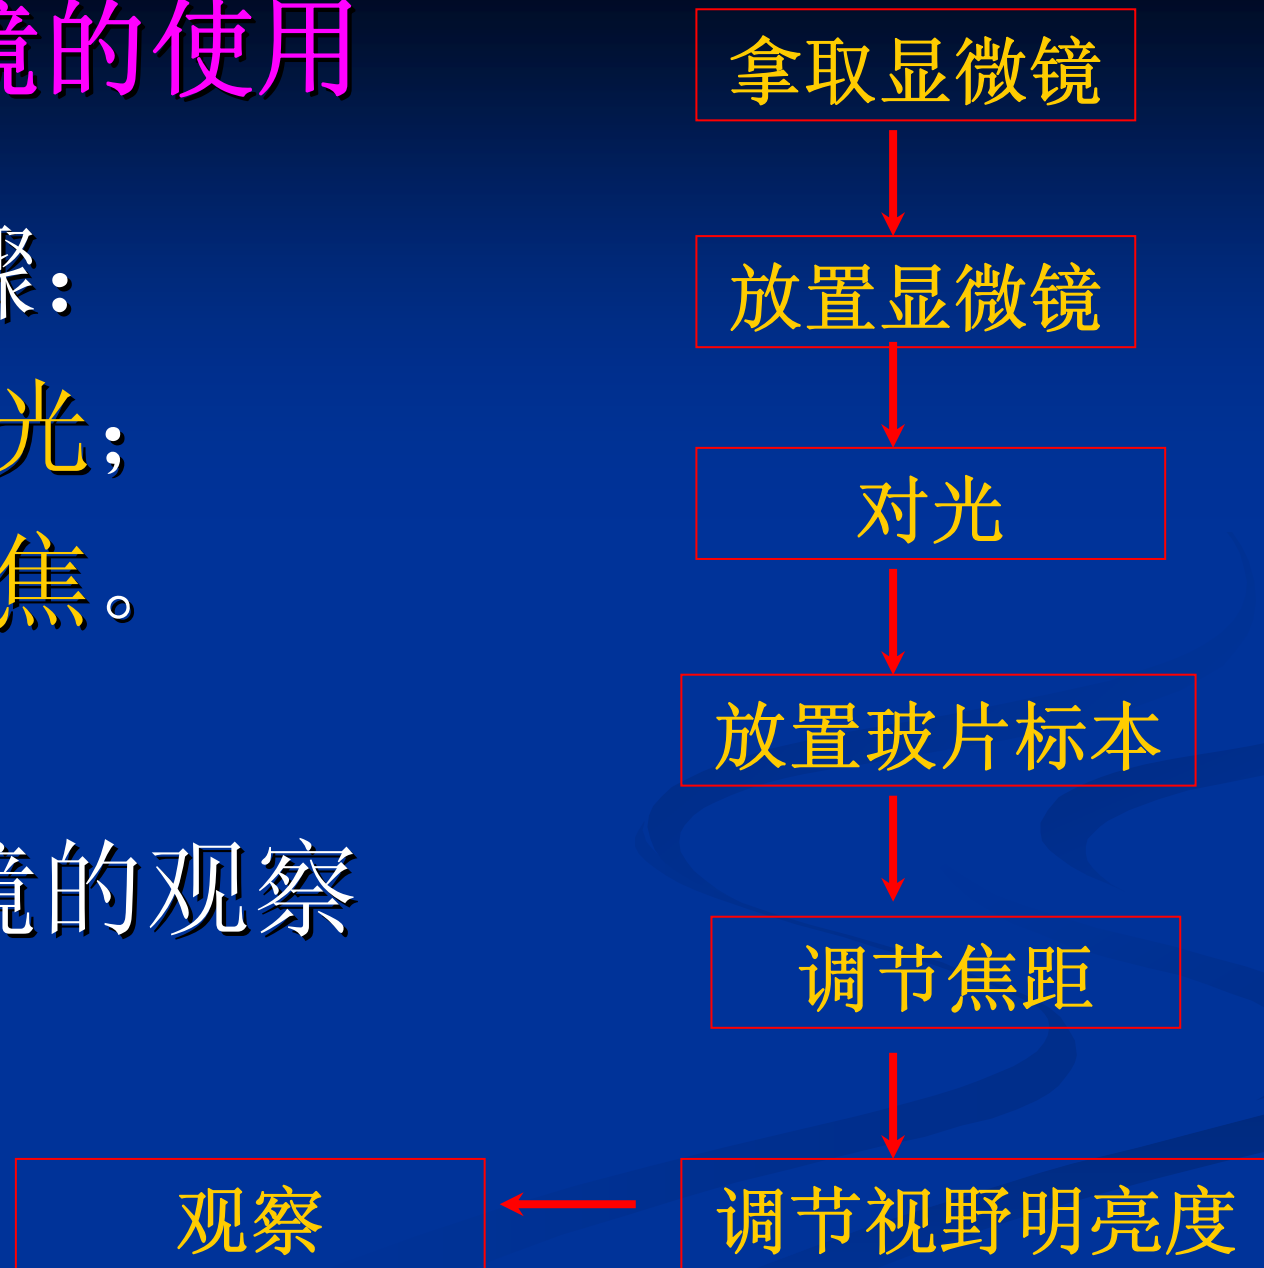 镜的使用
骤：
光；
焦。
镜的观察
拿取显微镜
放置显微镜
对光
放置玻片标本
调节焦距
调节视野明亮度
观察